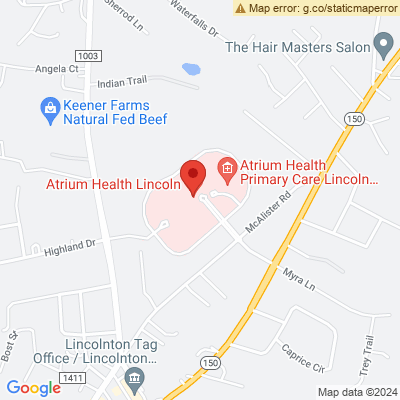 Map error: g.co/staticmaperror
Sherrod Ln
Waterfalls Dr
The Hair Masters Salon
1003
Angela Ct
Indian Trail
Keener Farms
Natural Fed Beef
150
Atrium Health
Primary Care Lincoln...
Atrium Health Lincoln
McAlister Rd
Highland Dr
Myra Ln
Bost Sr
Lincolnton Tag
Office / Lincolnton...
150
Caprice Cir
Trey Trail
1411
Google
Map data ©2024